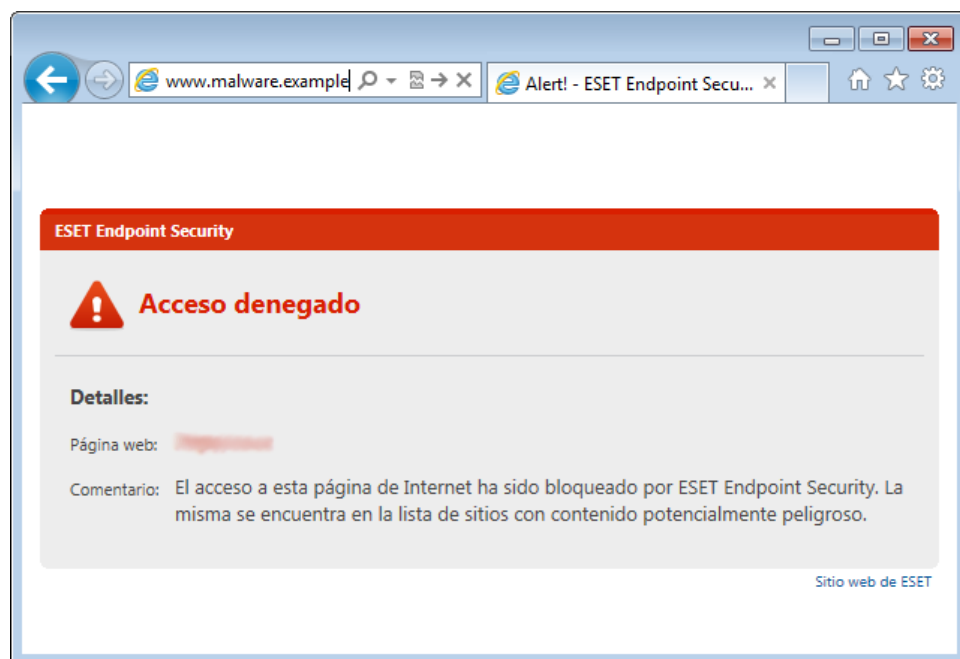 www.malware.example
Alert! - ESET Endpoint Secu...
ESET Endpoint Security
Acceso denegado
Detalles:
Página web:
Comentario: El acceso a esta página de Internet ha sido bloqueado por ESET Endpoint Security. La
misma se encuentra en la lista de sitios con contenido potencialmente peligroso.
Sitio web de ESET